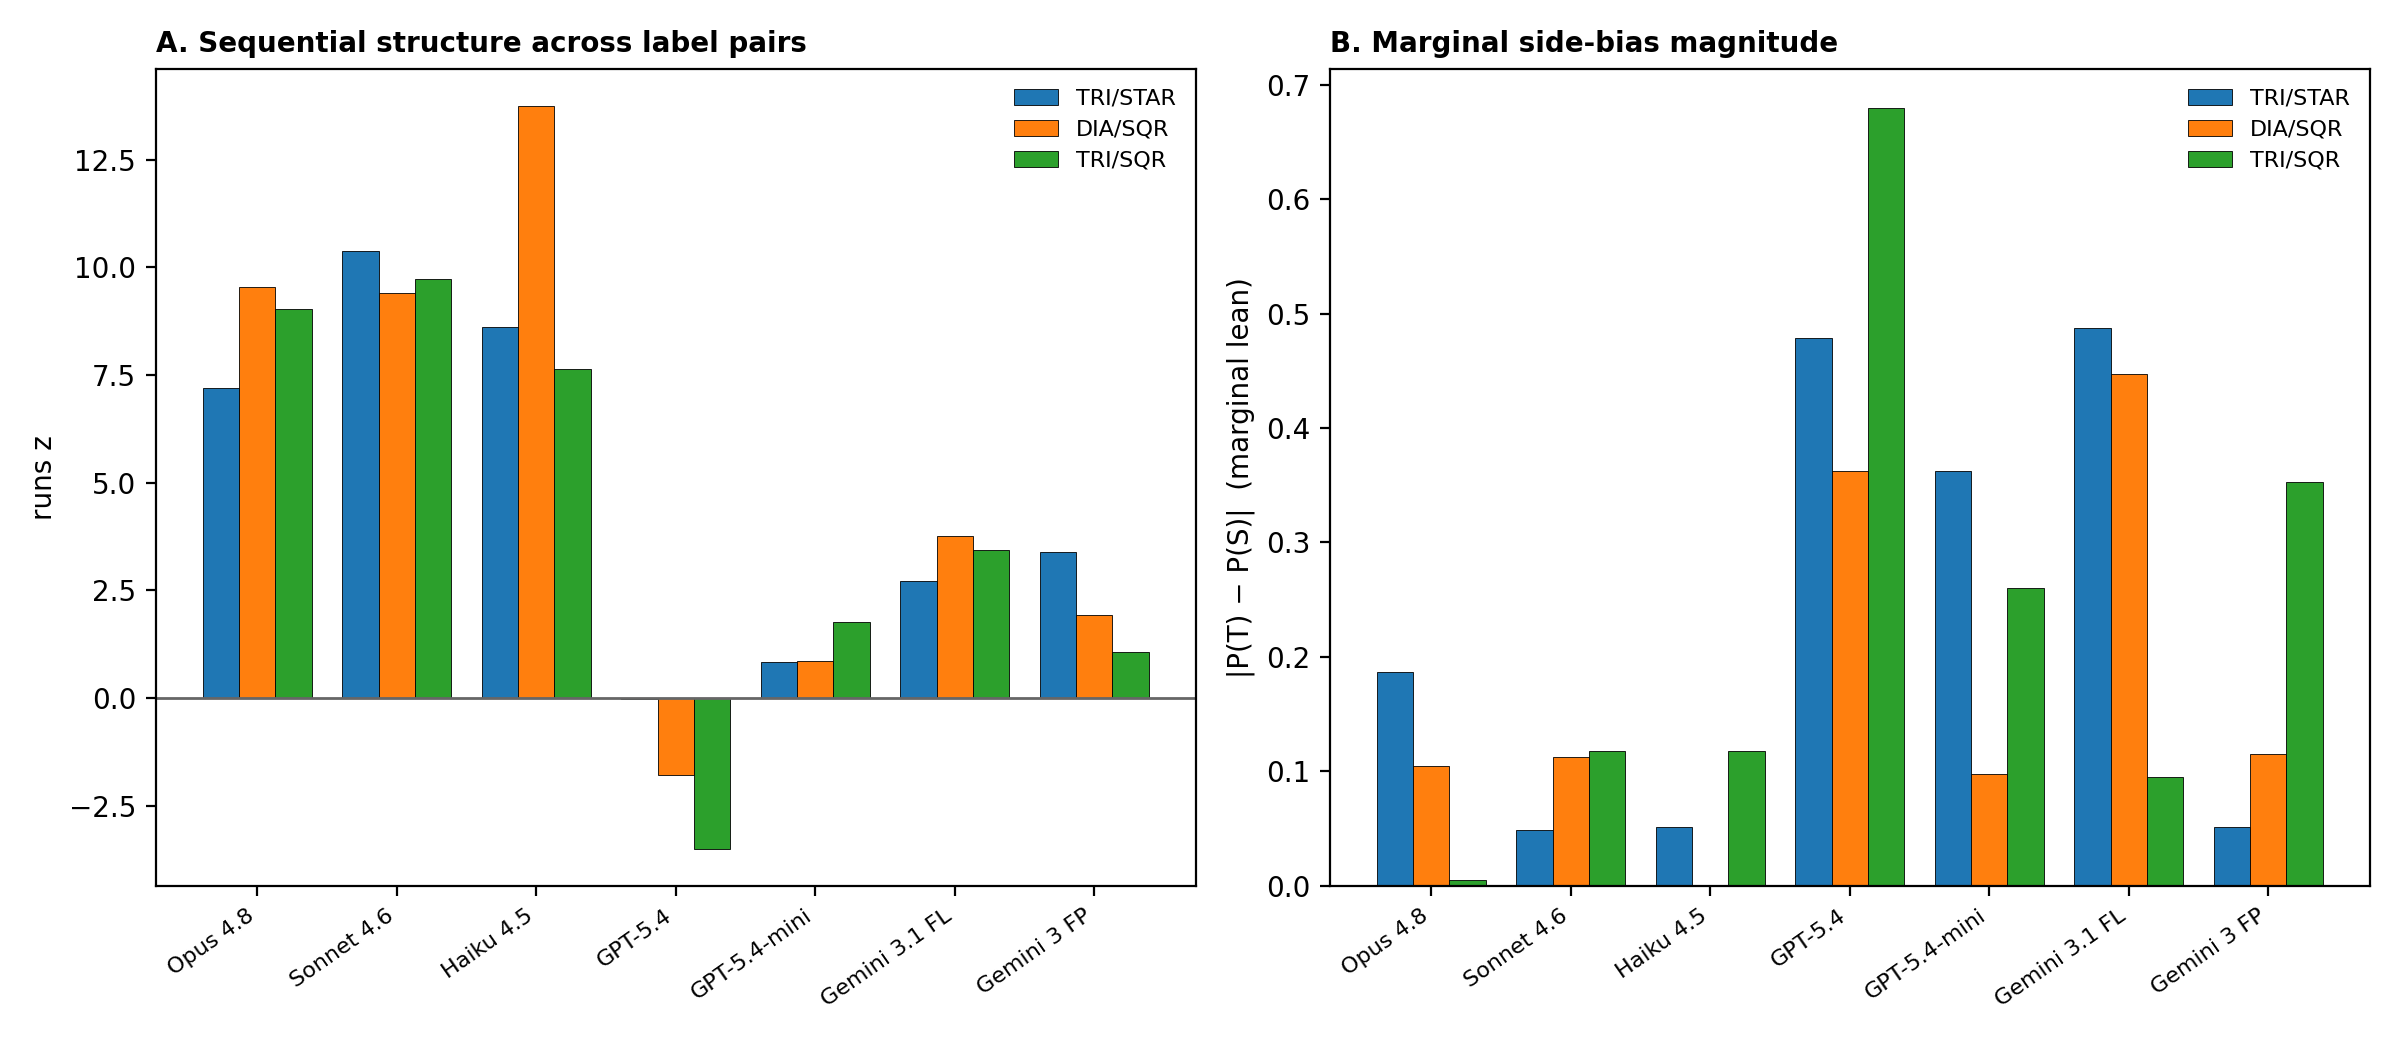 A. Sequential structure across label pairs
runs z
12.5
10.0
7.5
5.0
2.5
0.0
−2.5
TRI/STAR
DIA/SQR
TRI/SQR
Opus 4.8
Sonnet 4.6
Haiku 4.5
GPT-5.4
GPT-5.4-mini
Gemini 3.1 FL
Gemini 3 FP
B. Marginal side-bias magnitude
|P(T) − P(S)| (marginal lean)
0.7
0.6
0.5
0.4
0.3
0.2
0.1
0.0
TRI/STAR
DIA/SQR
TRI/SQR
Opus 4.8
Sonnet 4.6
Haiku 4.5
GPT-5.4
GPT-5.4-mini
Gemini 3.1 FL
Gemini 3 FP